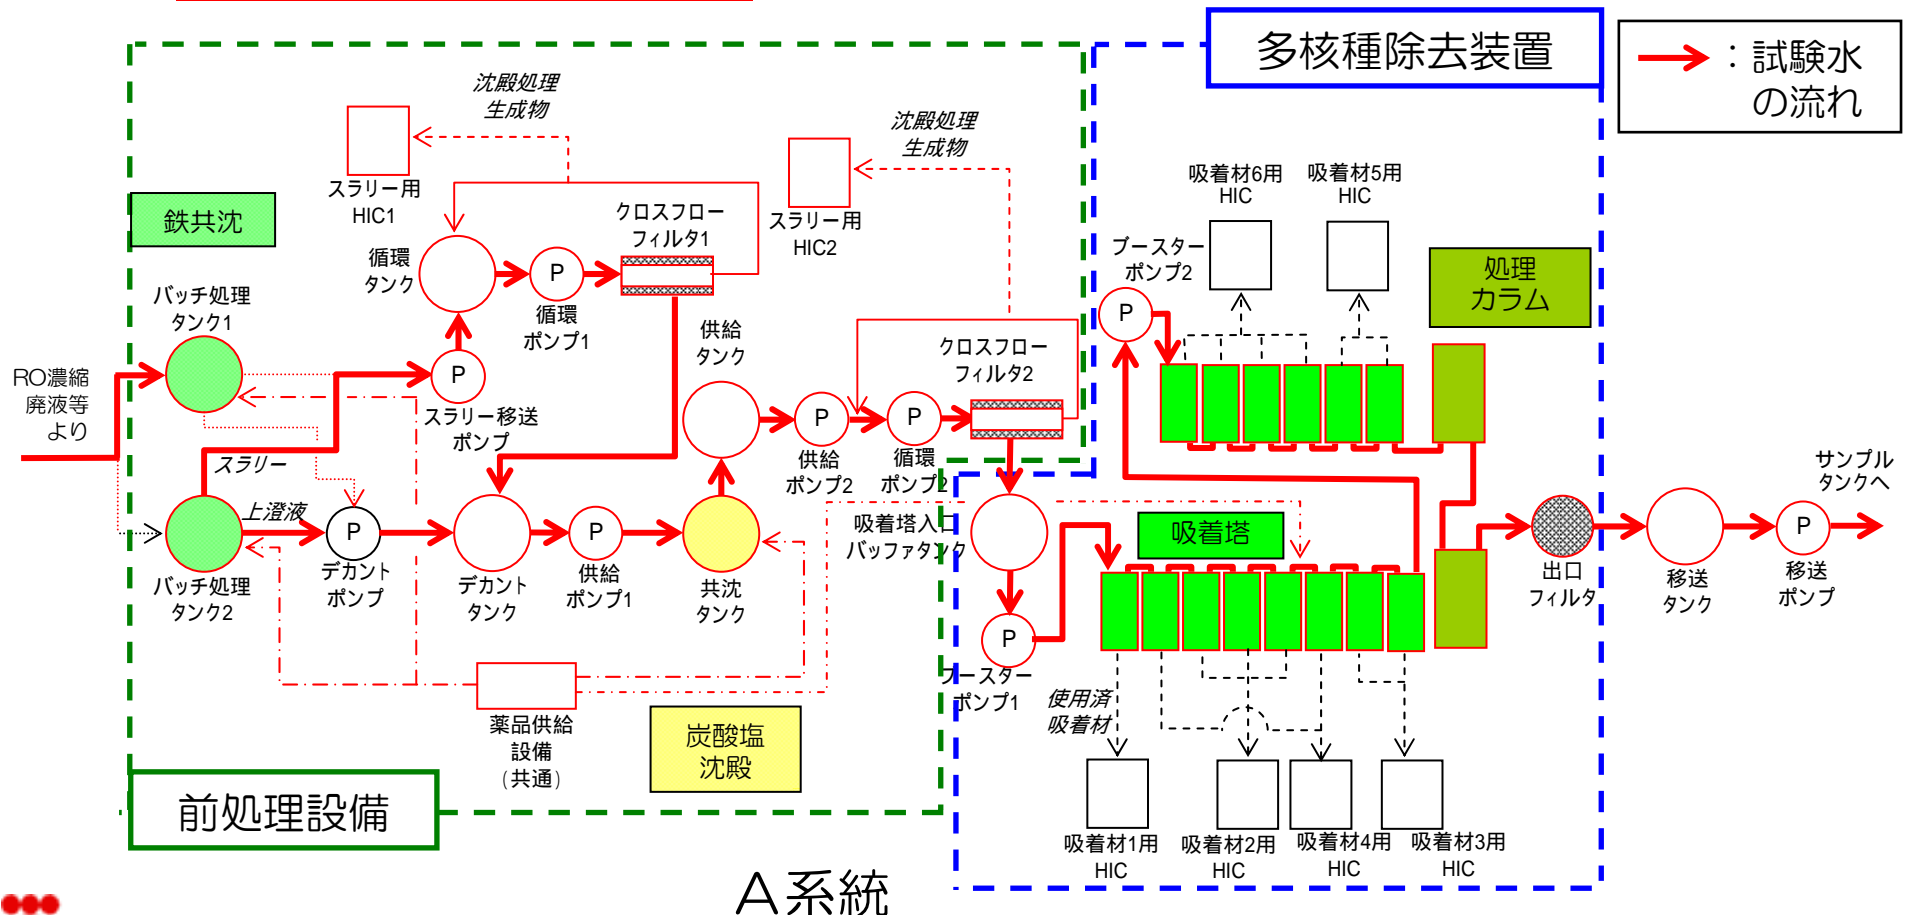 多核種除去装置
：試験水
の流れ
沈殿処理
生成物
沈殿処理
生成物
吸着材6用
HIC
吸着材5用
HIC
鉄共沈
スラリー用
HIC1
クロスフロー
フィルタ1
スラリー用
HIC2
循環
タンク
P
循環
ポンプ1
ブースター
ポンプ2
P
処理
カラム
バッチ処理
タンク1
供給
タンク
クロスフロー
フィルタ2
RO濃縮
廃液等
より
P
スラリー移送
ポンプ
P
供給
ポンプ2
P
循環
ポンプ2
スラリー
上澄液
サンプル
タンクへ
P
デカント
ポンプ
デカント
タンク
P
供給
ポンプ1
共沈
タンク
吸着塔入口
バッファタンク
吸着塔
出口
フィルタ
移送
タンク
P
移送
ポンプ
バッチ処理
タンク2
P
ブースター
ポンプ1
薬品供給
設備
（共通）
炭酸塩
沈殿
使用済
吸着材
前処理設備
吸着材1用
HIC
吸着材2用
HIC
吸着材4用
HIC
吸着材3用
HIC
A系統